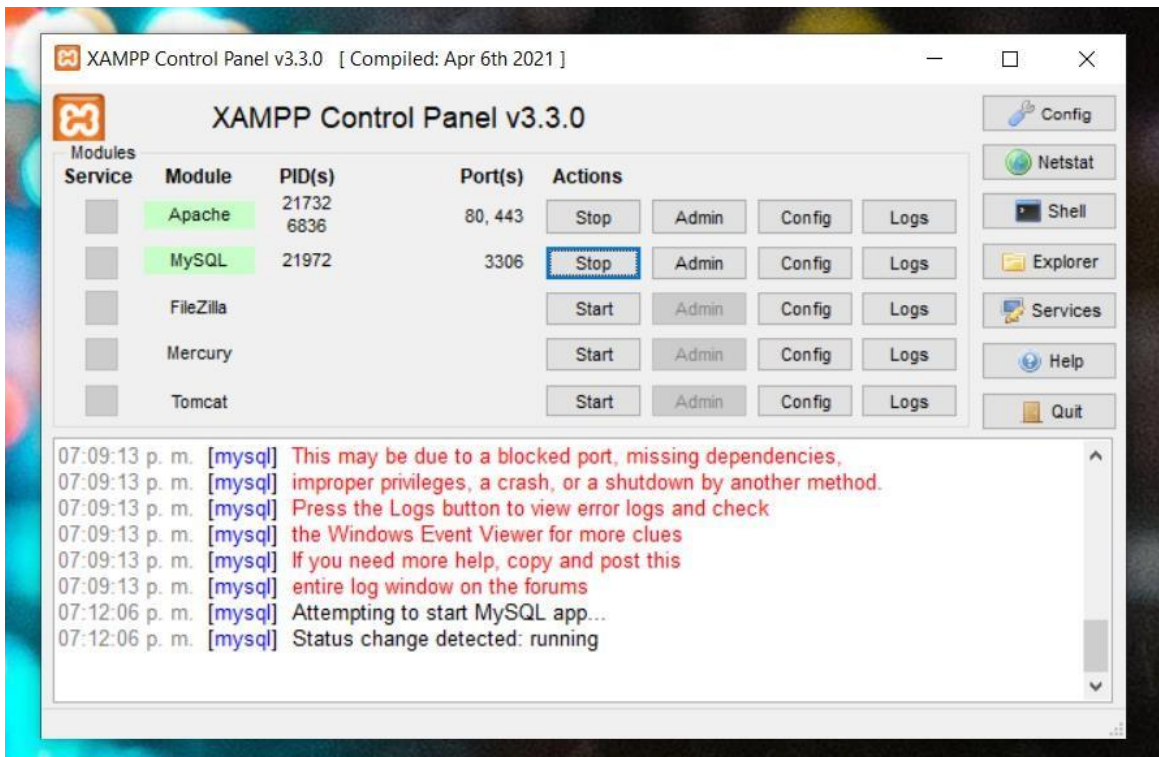 XAMPP Control Panel v3.3.0 [ Compiled: Apr 6th 2021 ]
XAMPP Control Panel v3.3.0
Config
Modules
Netstat
Service Module PID(s) Port(s) Actions
Apache 21732 6836 80, 443 Stop Admin Config Logs
Shell
MySQL 21972 3306 Stop Admin Config Logs
Explorer
FileZilla Start Admin Config Logs
Services
Mercury Start Admin Config Logs
Help
Tomcat Start Admin Config Logs
Quit
07:09:13 p. m. [mysql] This may be due to a blocked port, missing dependencies,
07:09:13 p. m. [mysql] improper privileges, a crash, or a shutdown by another method.
07:09:13 p. m. [mysql] Press the Logs button to view error logs and check
07:09:13 p. m. [mysql] the Windows Event Viewer for more clues
07:09:13 p. m. [mysql] If you need more help, copy and post this
07:09:13 p. m. [mysql] entire log window on the forums
07:12:06 p. m. [mysql] Attempting to start MySQL app...
07:12:06 p. m. [mysql] Status change detected: running